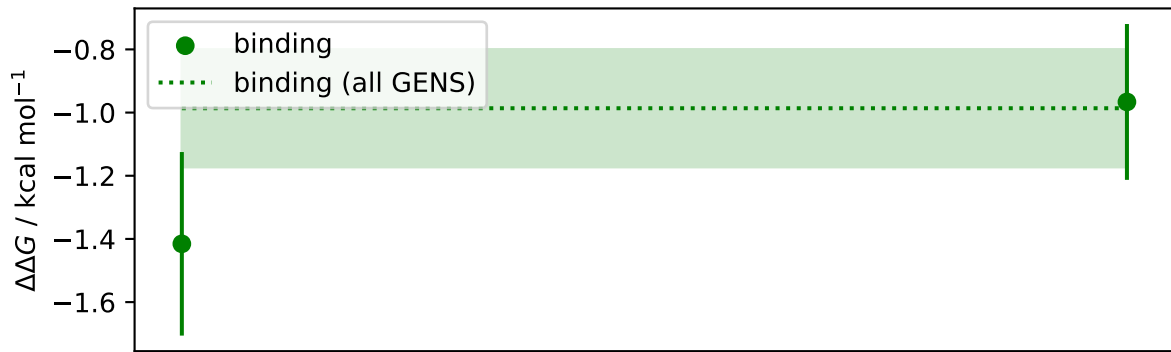 binding
binding (all GENS)
ΔΔG / kcal mol⁻¹
−0.8
−1.0
−1.2
−1.4
−1.6